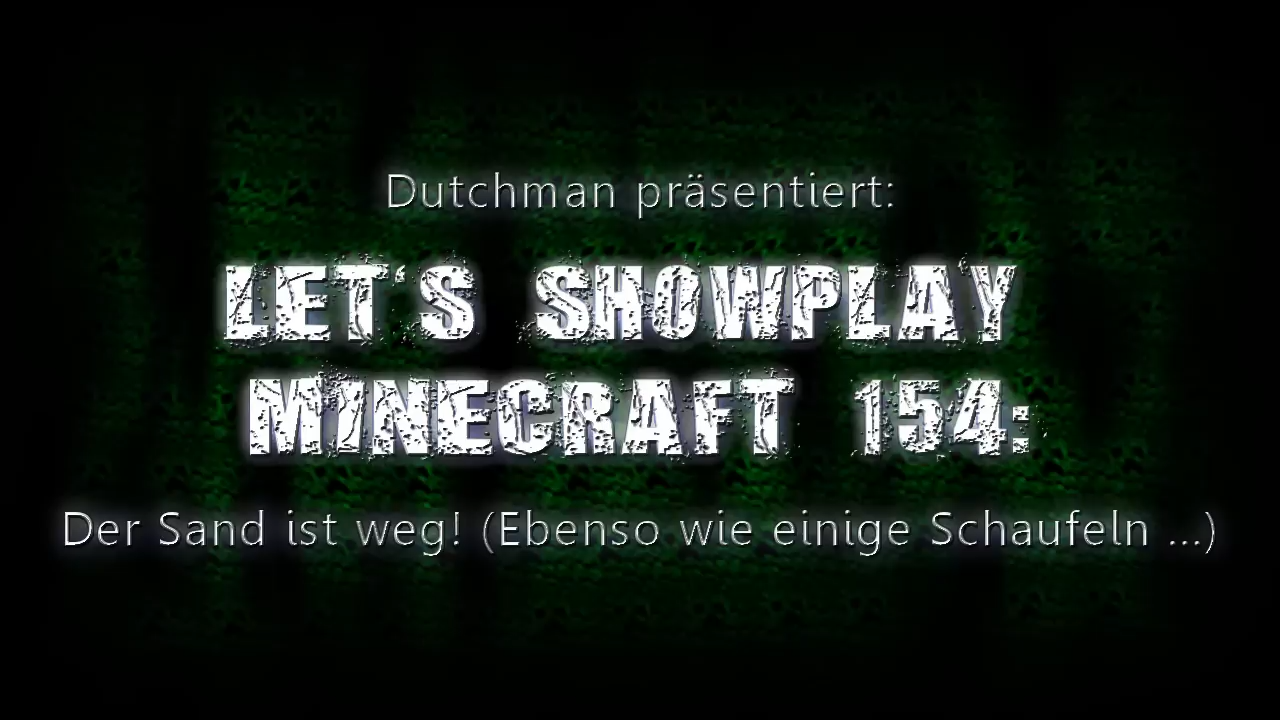 Dutchman präsentiert:
LET'S SHOWPLAY
MINECRAFT 154:
Der Sand ist weg! (Ebenso wie einige Schaufeln ...)